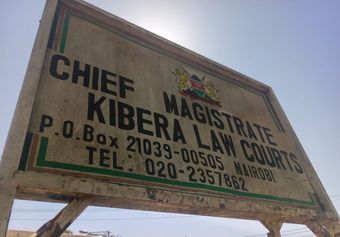 CHIEF MAGISTRATE
KIBERA LAW COURTS
P.O.Box 21039-00505 NAIROBI
TEL: 020-2357862